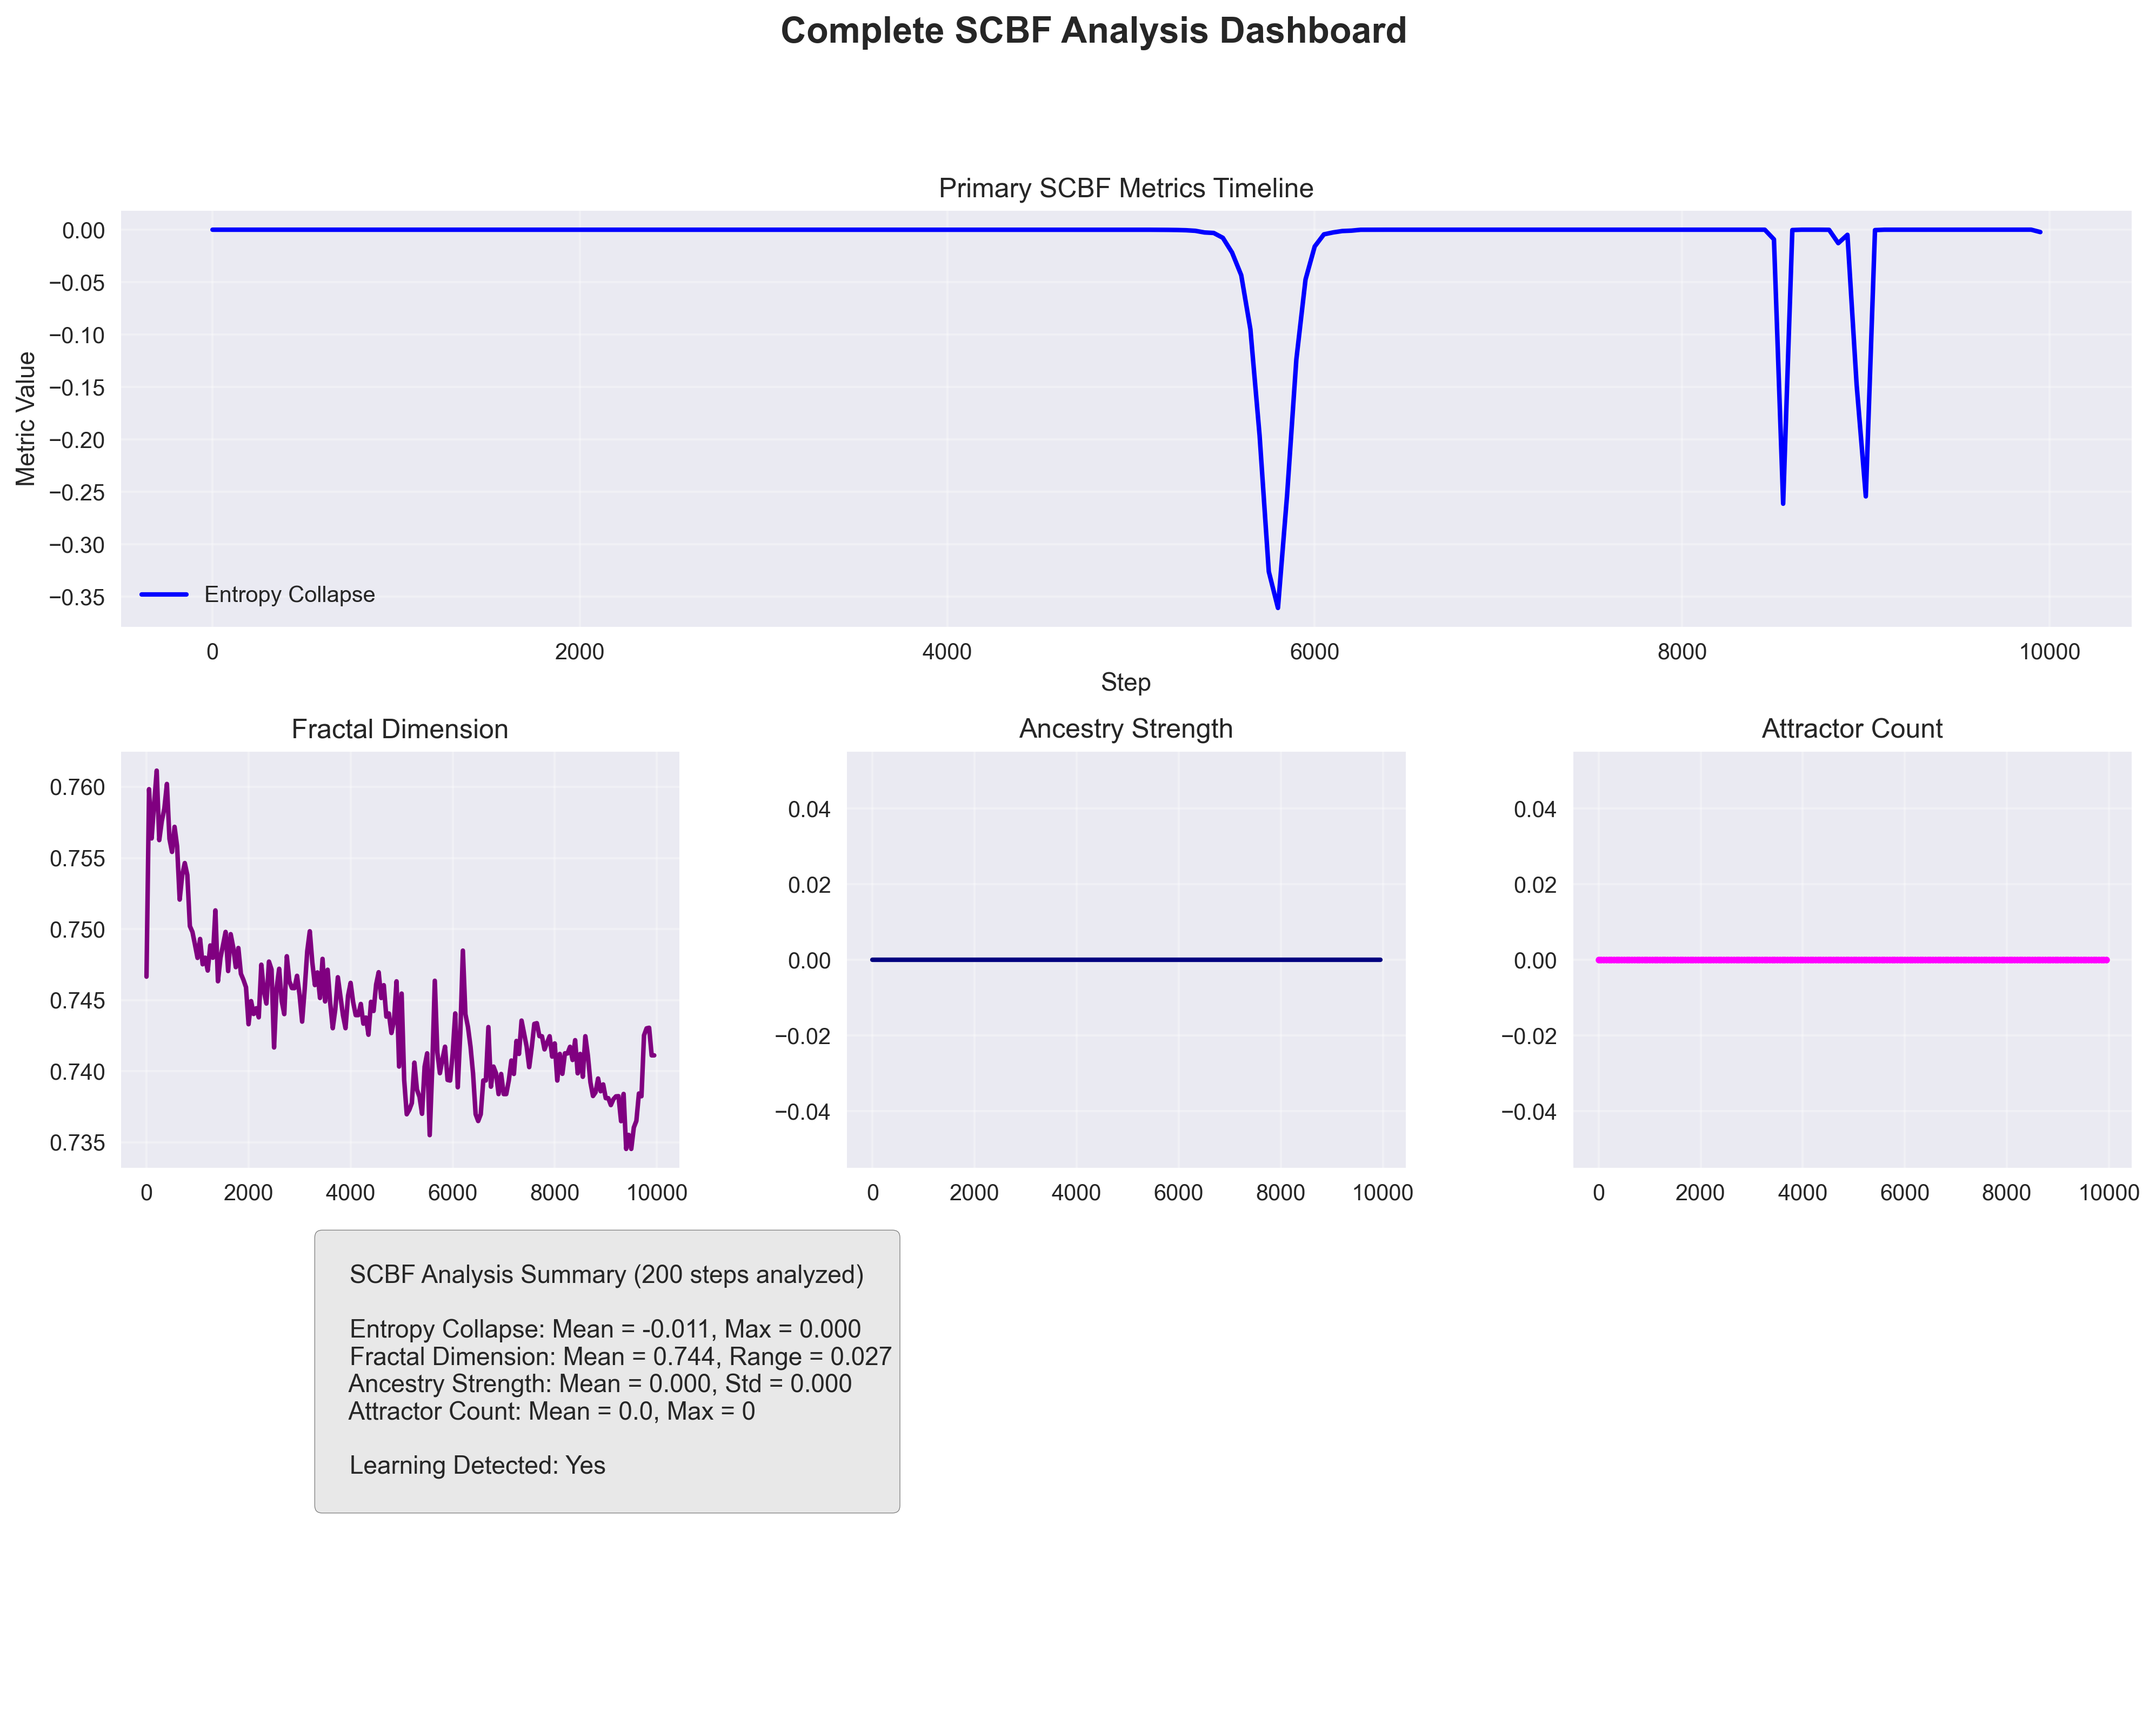 Complete SCBF Analysis Dashboard
Primary SCBF Metrics Timeline
Metric Value
0.00
−0.05
−0.10
−0.15
−0.20
−0.25
−0.30
−0.35
Entropy Collapse
0 2000 4000 6000 8000 10000
Step
Fractal Dimension
0.760
0.755
0.750
0.745
0.740
0.735
0 2000 4000 6000 8000 10000
Ancestry Strength
0.04
0.02
0.00
−0.02
−0.04
0 2000 4000 6000 8000 10000
Attractor Count
0.04
0.02
0.00
−0.02
−0.04
0 2000 4000 6000 8000 10000
SCBF Analysis Summary (200 steps analyzed)
Entropy Collapse: Mean = -0.011, Max = 0.000
Fractal Dimension: Mean = 0.744, Range = 0.027
Ancestry Strength: Mean = 0.000, Std = 0.000
Attractor Count: Mean = 0.0, Max = 0
Learning Detected: Yes